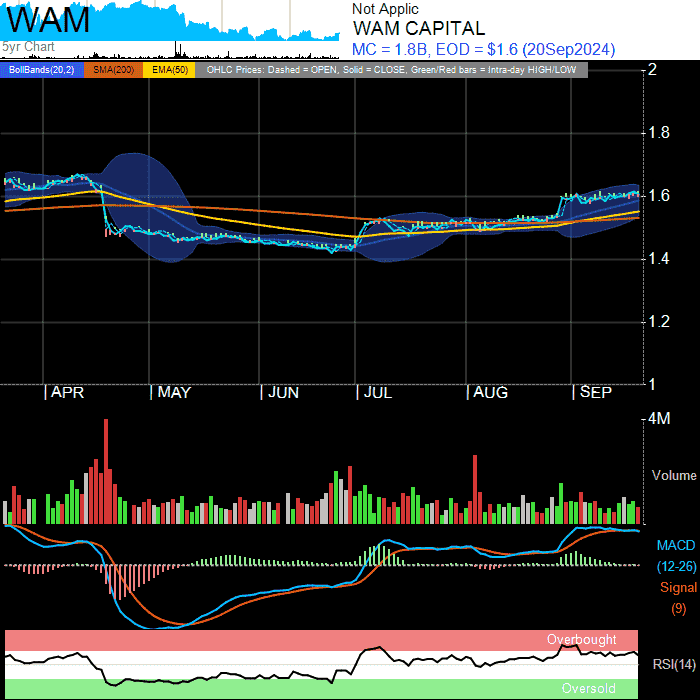 WAM
5yr Chart
Not Applic
WAM CAPITAL
MC = 1.8B, EOD = $1.6 (20Sep2024)
BollBands(20,2) SMA(200) EMA(50) OHLC Prices: Dashed = OPEN, Solid = CLOSE, Green/Red bars = Intra-day HIGH/LOW
2
1.8
1.6
1.4
1.2
1
APR MAY JUN JUL AUG SEP
4M
Volume
MACD
(12-26)
Signal
(9)
Overbought
RSI(14)
Oversold